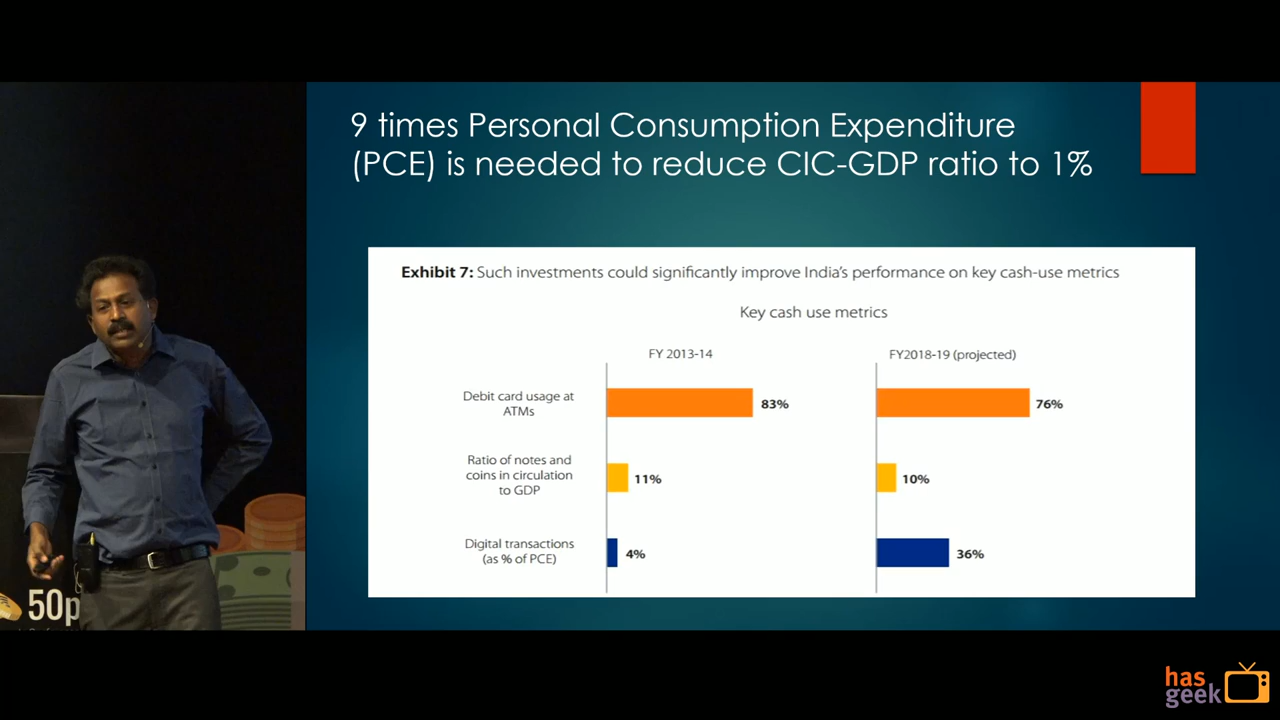 9 times Personal Consumption Expenditure
(PCE) is needed to reduce CIC-GDP ratio to 1%
Exhibit 7: Such investments could significantly improve India's performance on key cash-use metrics
Key cash use metrics
FY 2013-14
FY2018-19 (projected)
Debit card usage at
ATMs
83%
76%
Ratio of notes and
coins in circulation
to GDP
11%
10%
Digital transactions
(as % of PCE)
4%
36%
50p
has
geek